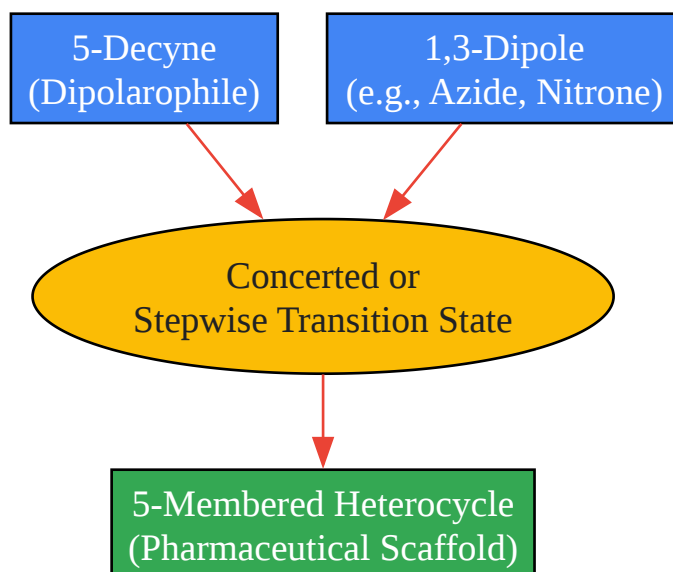 5-Decyne
(Dipolarophile)
1,3-Dipole
(e.g., Azide, Nitrone)
Concerted or
Stepwise Transition State
5-Membered Heterocycle
(Pharmaceutical Scaffold)